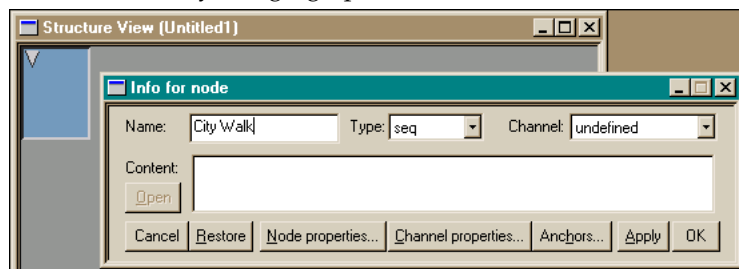 Structure View (Untitled1)
Info for node
Name: City Walk Type: seq Channel: undefined
Content:
Open
Cancel Restore Node properties... Channel properties... Anchors... Apply OK